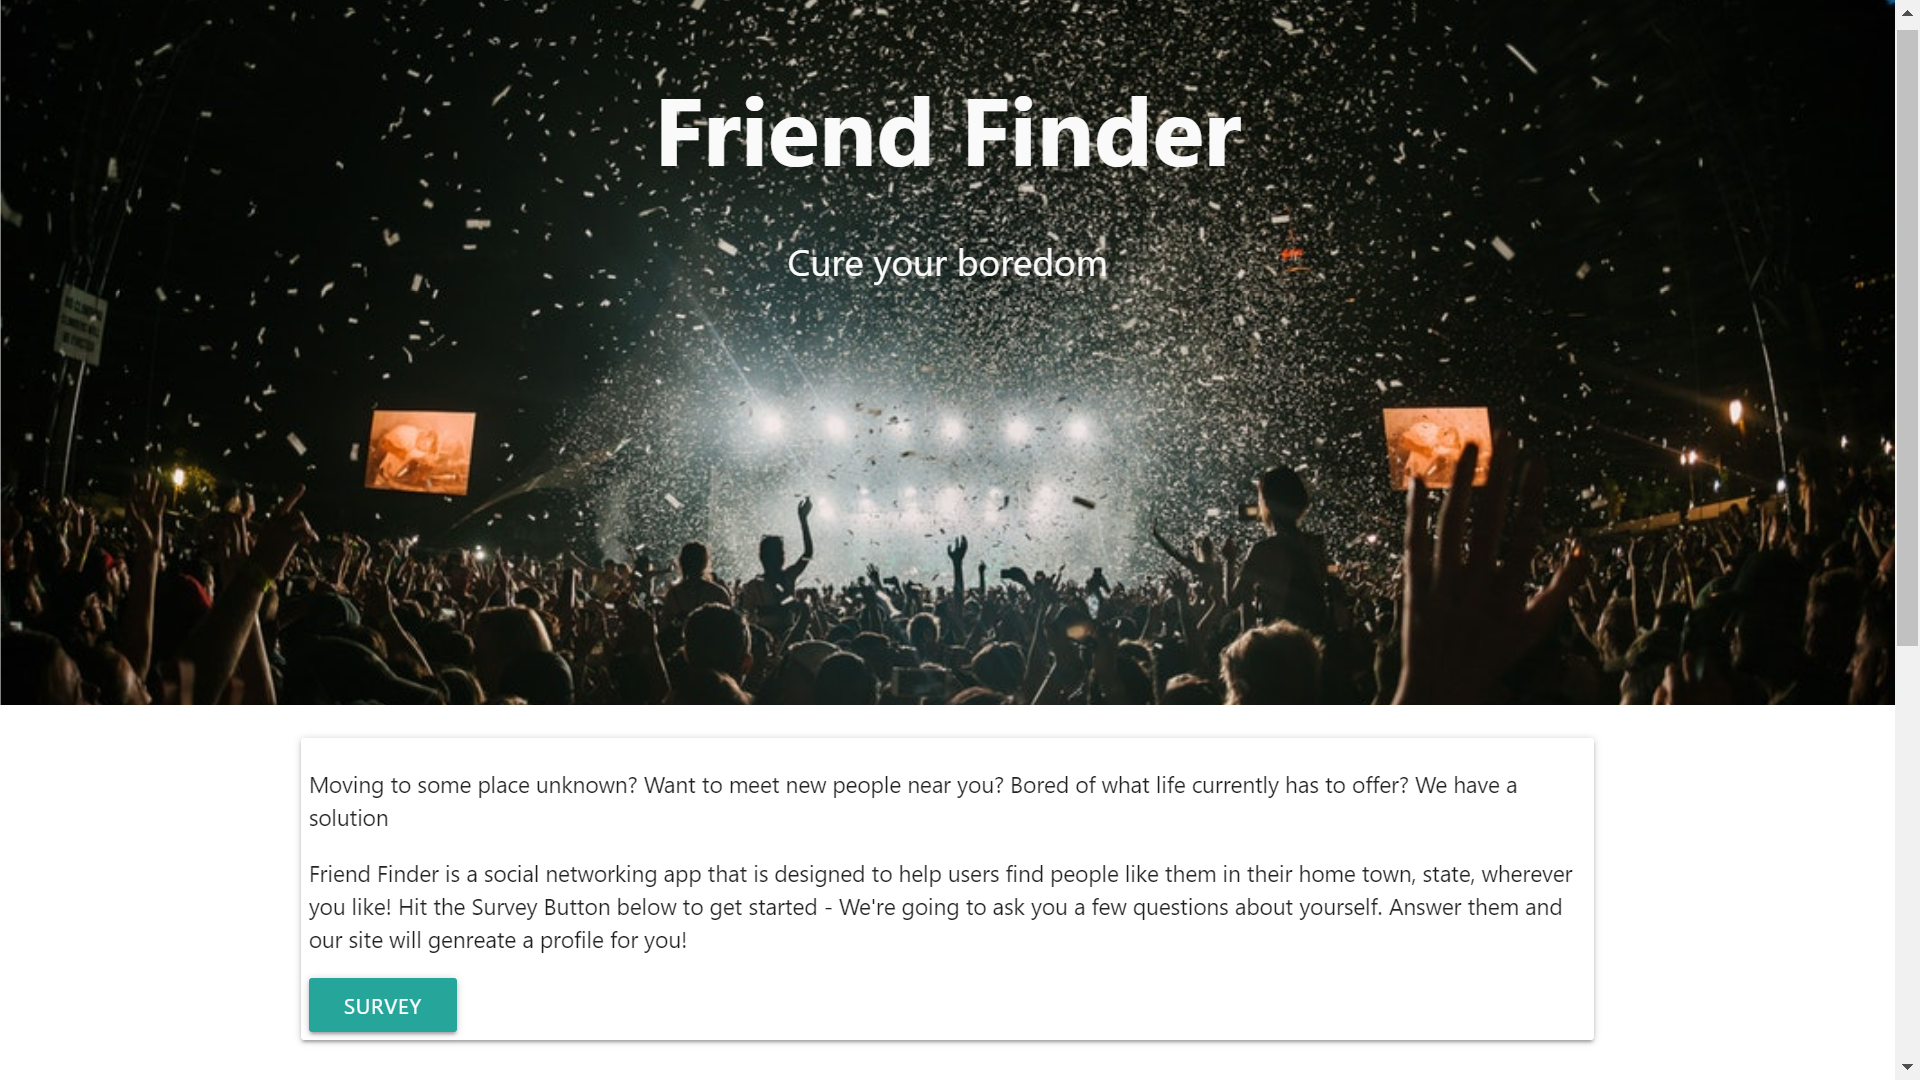 Friend Finder
Cure your boredom
Moving to some place unknown? Want to meet new people near you? Bored of what life currently has to offer? We have a
solution
Friend Finder is a social networking app that is designed to help users find people like them in their home town, state, wherever
you like! Hit the Survey Button below to get started - We're going to ask you a few questions about yourself. Answer them and
our site will genreate a profile for you!
SURVEY